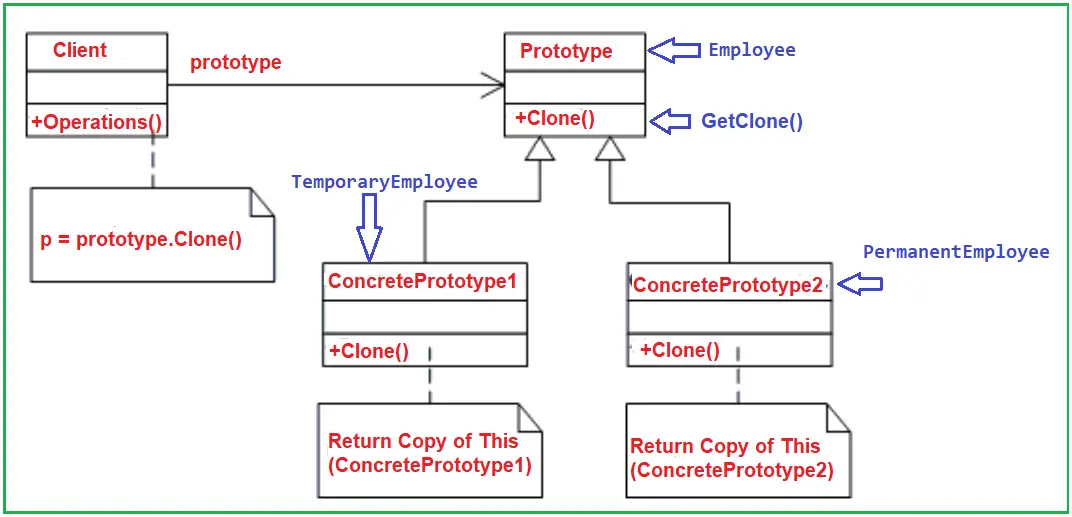 Client
+Operations()
prototype
Prototype
+Clone()
Employee
GetClone()
p = prototype.Clone()
TemporaryEmployee
PermanentEmployee
ConcretePrototype1
+Clone()
ConcretePrototype2
+Clone()
Return Copy of This
(ConcretePrototype1)
Return Copy of This
(ConcretePrototype2)